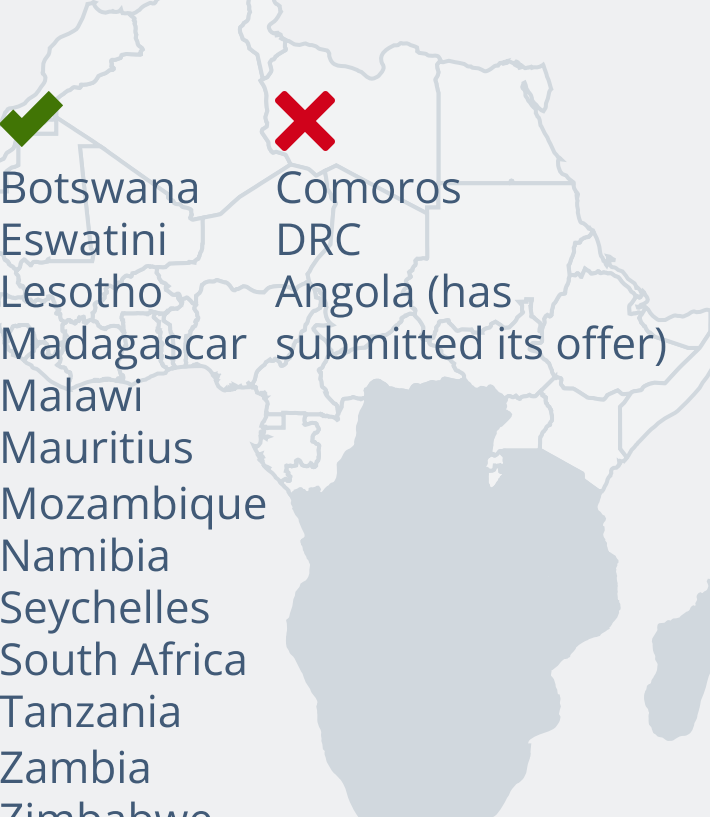 Botswana
Eswatini
Lesotho
Madagascar
Malawi
Mauritius
Mozambique
Namibia
Seychelles
South Africa
Tanzania
Zambia
Zimbabwe
Comoros
DRC
Angola (has
submitted its offer)